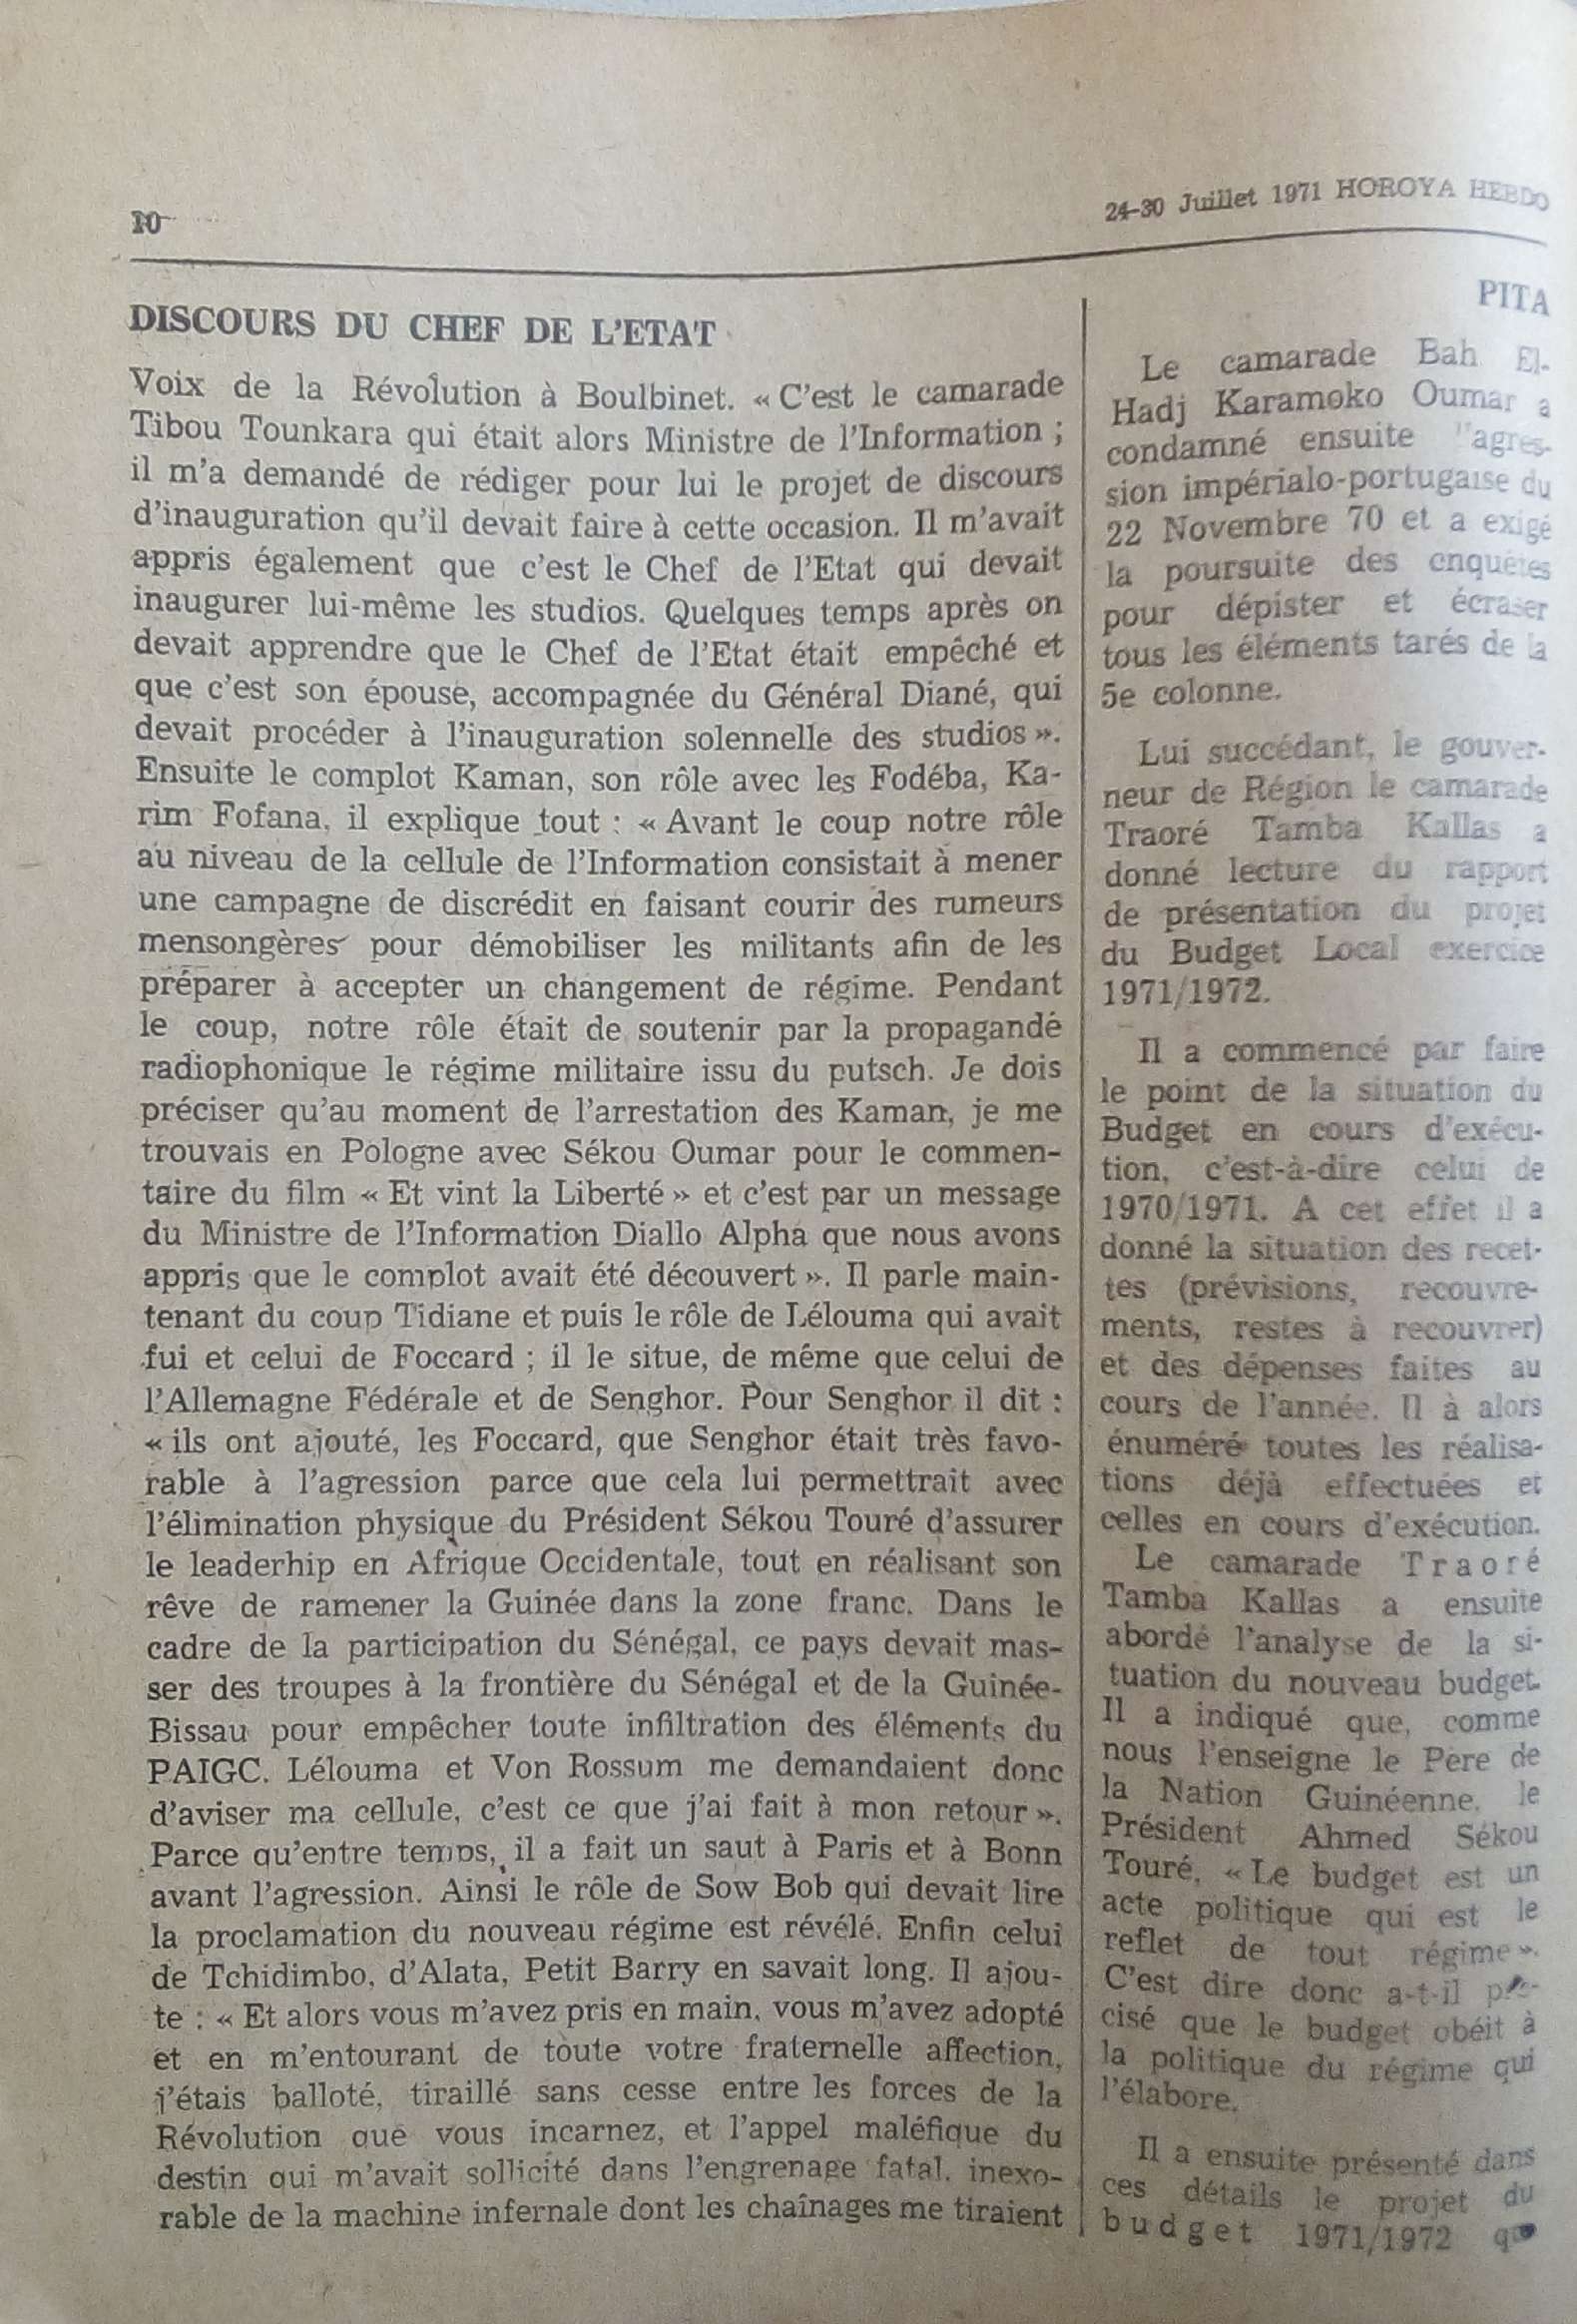 10
24-30 Juillet 1971 HOROYA HEBDO
DISCOURS DU CHEF DE L'ETAT
Voix de la Révolution à Boulbinet. « C'est le camarade
Tibou Tounkara qui était alors Ministre de l'Information ;
il m'a demandé de rédiger pour lui le projet de discours
d'inauguration qu'il devait faire à cette occasion. Il m'avait
appris également que c'est le Chef de l'Etat qui devait
inaugurer lui-même les studios. Quelques temps après on
devait apprendre que le Chef de l'Etat était empêché et
que c'est son épouse, accompagnée du Général Diané, qui
devait procéder à l'inauguration solennelle des studios ».
Ensuite le complot Kaman, son rôle avec les Fodéba, Ka-
rim Fofana, il explique tout : « Avant le coup notre rôle
au niveau de la cellule de l'Information consistait à mener
une campagne de discrédit en faisant courir des rumeurs
mensongères pour démobiliser les militants afin de les
préparer à accepter un changement de régime. Pendant
le coup, notre rôle était de soutenir par la propagandé
radiophonique le régime militaire issu du putsch. Je dois
préciser qu'au moment de l'arrestation des Kaman, je me
trouvais en Pologne avec Sékou Oumar pour le commen-
taire du film « Et vint la Liberté » et c'est par un message
du Ministre de l'Information Diallo Alpha que nous avons
appris que le complot avait été découvert ». Il parle main-
tenant du coup Tidiane et puis le rôle de Lélouma qui avait
fui et celui de Foccard ; il le situe, de même que celui de
l'Allemagne Fédérale et de Senghor. Pour Senghor il dit :
« ils ont ajouté, les Foccard, que Senghor était très favo-
rable à l'agression parce que cela lui permettrait avec
l'élimination physique du Président Sékou Touré d'assurer
le leaderhip en Afrique Occidentale, tout en réalisant son
rêve de ramener la Guinée dans la zone franc. Dans le
cadre de la participation du Sénégal, ce pays devait mas-
ser des troupes à la frontière du Sénégal et de la Guinée-
Bissau pour empêcher toute infiltration des éléments du
PAIGC. Lélouma et Von Rossum me demandaient donc
d'aviser ma cellule, c'est ce que j'ai fait à mon retour ».
Parce qu'entre temps, il a fait un saut à Paris et à Bonn
avant l'agression. Ainsi le rôle de Sow Bob qui devait lire
la proclamation du nouveau régime est révélé. Enfin celui
de Tchidimbo, d'Alata, Petit Barry en savait long. Il ajou-
te : « Et alors vous m'avez pris en main, vous m'avez adopté
et en m'entourant de toute votre fraternelle affection,
j'étais balloté, tiraillé sans cesse entre les forces de la
Révolution que vous incarnez, et l'appel maléfique du
destin qui m'avait sollicité dans l'engrenage fatal, inexo-
rable de la machine infernale dont les chaînages me tiraient
PITA
Le camarade Bah El-
Hadj Karamoko Oumar a
condamné ensuite l'agres-
sion impérialo-portugaise du
22 Novembre 70 et a exigé
la poursuite des enquêtes
pour dépister et écraser
tous les éléments tarés de la
5e colonne.
Lui succédant, le gouver-
neur de Région le camarade
Traoré Tamba Kallas a
donné lecture du rapport
de présentation du projet
du Budget Local exercice
1971/1972.
Il a commencé par faire
le point de la situation du
Budget en cours d'exécu-
tion, c'est-à-dire celui de
1970/1971. A cet effet il a
donné la situation des recet-
tes (prévisions, recouvre-
ments, restes à recouvrer)
et des dépenses faites au
cours de l'année. Il à alors
énuméré toutes les réalisa-
tions déjà effectuées et
celles en cours d'exécution.
Le camarade Traoré
Tamba Kallas a ensuite
abordé l'analyse de la si-
tuation du nouveau budget.
Il a indiqué que, comme
nous l'enseigne le Père de
la Nation Guinéenne, le
Président Ahmed Sékou
Touré, « Le budget est un
acte politique qui est le
reflet de tout régime ».
C'est dire donc a-t-il pré-
cisé que le budget obéit à
la politique du régime qui
l'élabore.
Il a ensuite présenté dans
ces détails le projet du
budget 1971/1972